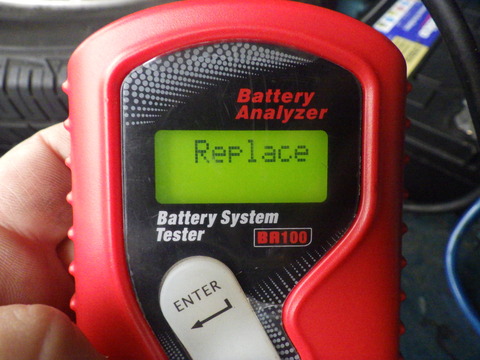 Battery
Analyzer
Replace
Battery System
Tester
BR100
ENTER